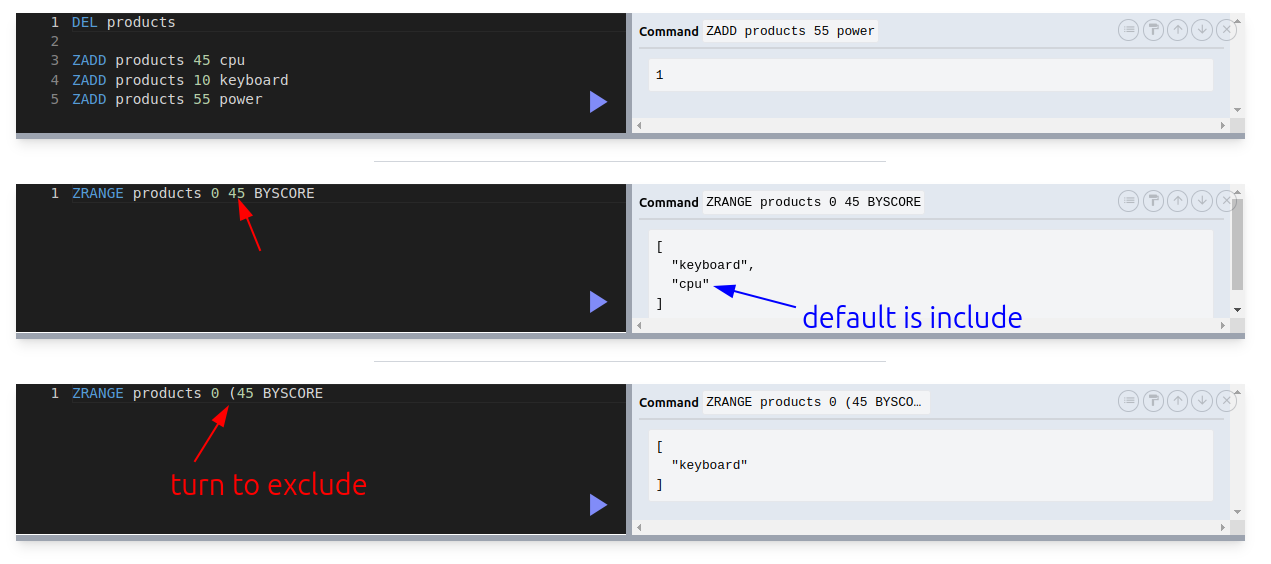 1 DEL products
2
3 ZADD products 45 cpu
4 ZADD products 10 keyboard
5 ZADD products 55 power
Command ZADD products 55 power
1
1 ZRANGE products 0 45 BYSCORE
Command ZRANGE products 0 45 BYSCORE
[
"keyboard",
"cpu"
]
default is include
1 ZRANGE products 0 (45 BYSCORE
turn to exclude
Command ZRANGE products 0 (45 BYSCO…
[
"keyboard"
]